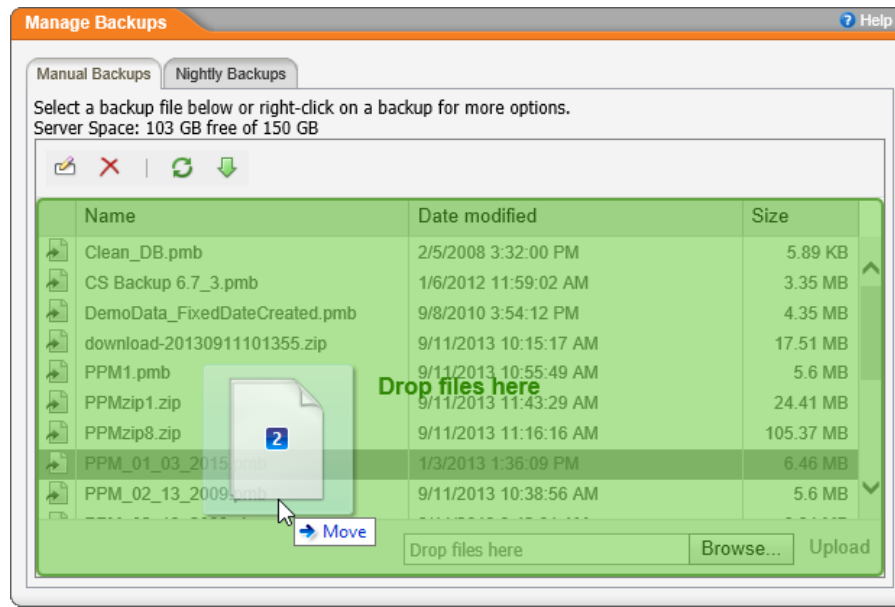 Manage Backups
Help
Manual Backups Nightly Backups
Select a backup file below or right-click on a backup for more options.
Server Space: 103 GB free of 150 GB
Name Date modified Size
Clean_DB.pmb 2/5/2008 3:32:00 PM 5.89 KB
CS Backup 6.7_3.pmb 1/6/2012 11:59:02 AM 3.35 MB
DemoData_FixedDateCreated.pmb 9/8/2010 3:54:12 PM 4.35 MB
download-20130911101355.zip 9/11/2013 10:15:17 AM 17.51 MB
PPM1.pmb 9/11/2013 10:55:49 AM 5.6 MB
Drop files here
PPMzip1.zip 9/11/2013 11:43:29 AM 24.41 MB
PPMzip8.zip 9/11/2013 11:16:16 AM 105.37 MB
2
PPM_01_03_2015.pmb 1/3/2013 1:36:09 PM 6.46 MB
PPM_02_13_2009.pmb 9/11/2013 10:38:56 AM 5.6 MB
Move
Drop files here Browse... Upload